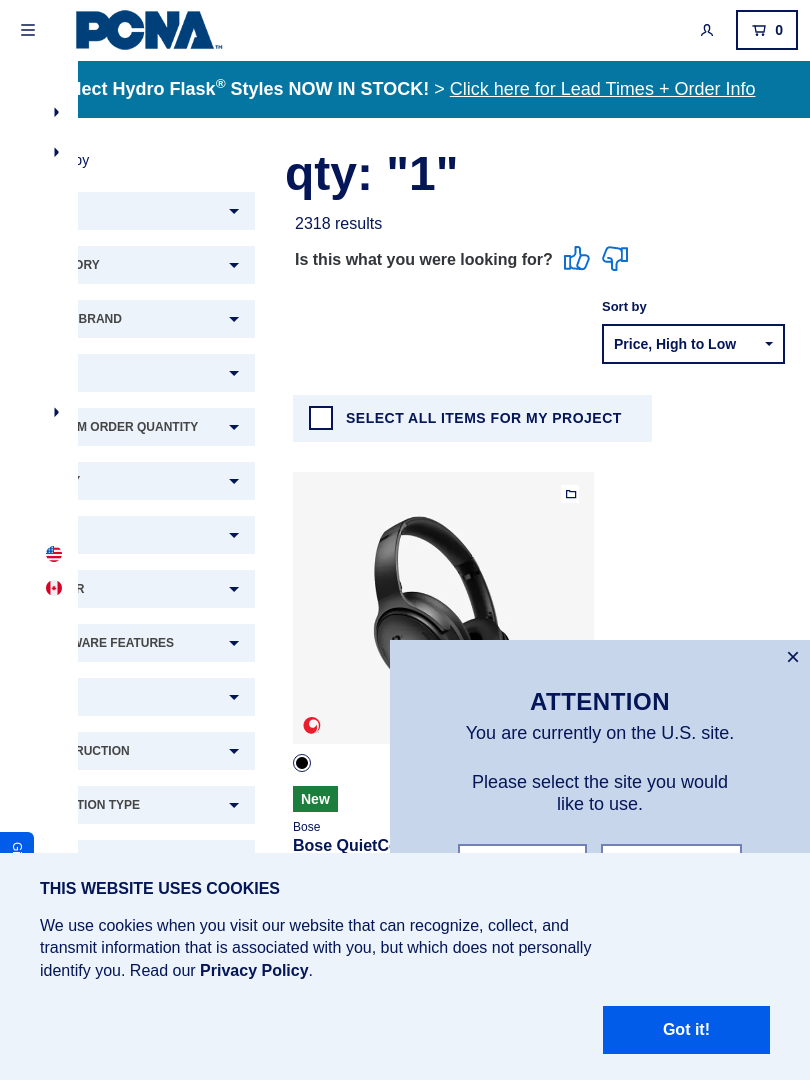 PCNA™
0
lect Hydro Flask® Styles NOW IN STOCK! > Click here for Lead Times + Order Info
by
qty: "1"
2318 results
Is this what you were looking for?
Sort by
Price, High to Low
ORY
BRAND
M ORDER QUANTITY
SELECT ALL ITEMS FOR MY PROJECT
R
WARE FEATURES
RUCTION
TION TYPE
New
Bose
Bose QuietC
×
ATTENTION
You are currently on the U.S. site.
Please select the site you would
like to use.
THIS WEBSITE USES COOKIES
We use cookies when you visit our website that can recognize, collect, and
transmit information that is associated with you, but which does not personally
identify you. Read our Privacy Policy.
Got it!